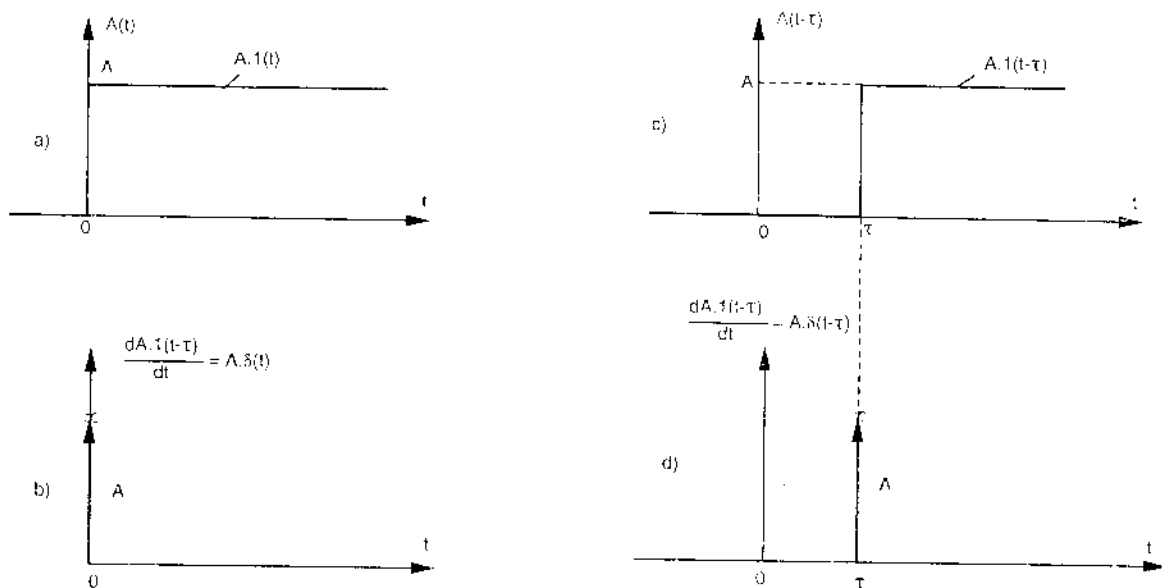 A(t)
A
A.1(t)
a)
t
0
A(t-τ)
A
A.1(t-τ)
c)
t
0
τ
dA.1(t-τ)
dt
= A.δ(t)
b)
A
t
0
dA.1(t-τ)
dt
= A.δ(t-τ)
d)
A
t
0
τ